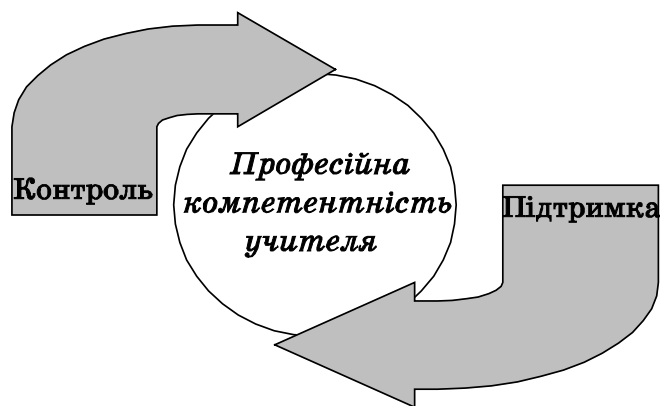 Контроль
Професійна
компетентність
учителя
Підтримка